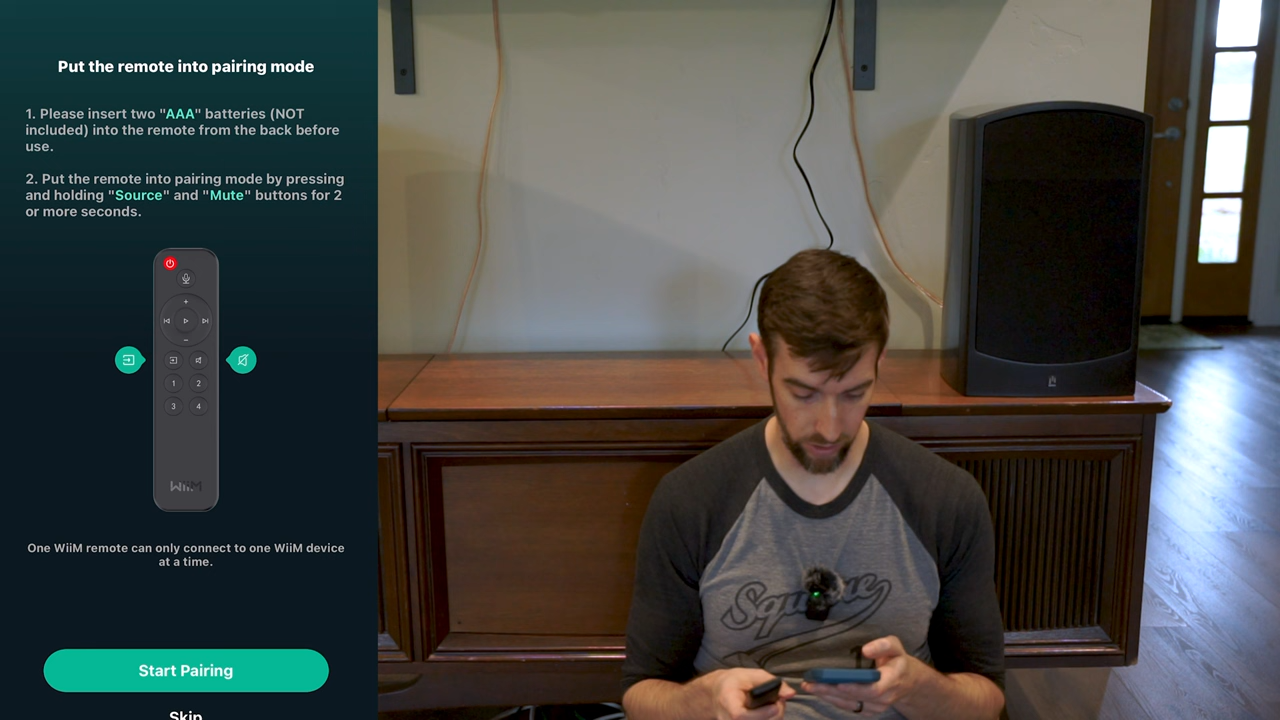 Put the remote into pairing mode
1. Please insert two "AAA" batteries (NOT
included) into the remote from the back before
use.
2. Put the remote into pairing mode by pressing
and holding "Source" and "Mute" buttons for 2
or more seconds.
1 2
3 4
WiiM
One WiiM remote can only connect to one WiiM device
at a time.
Start Pairing
Skip